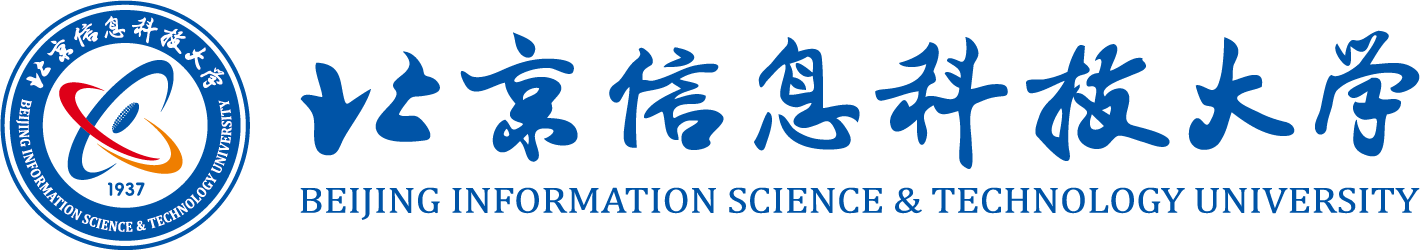 北京信息科技大学
BEIJING INFORMATION SCIENCE & TECHNOLOGY UNIVERSITY
1937
北京信息科技大学
BEIJING INFORMATION SCIENCE & TECHNOLOGY UNIVERSITY